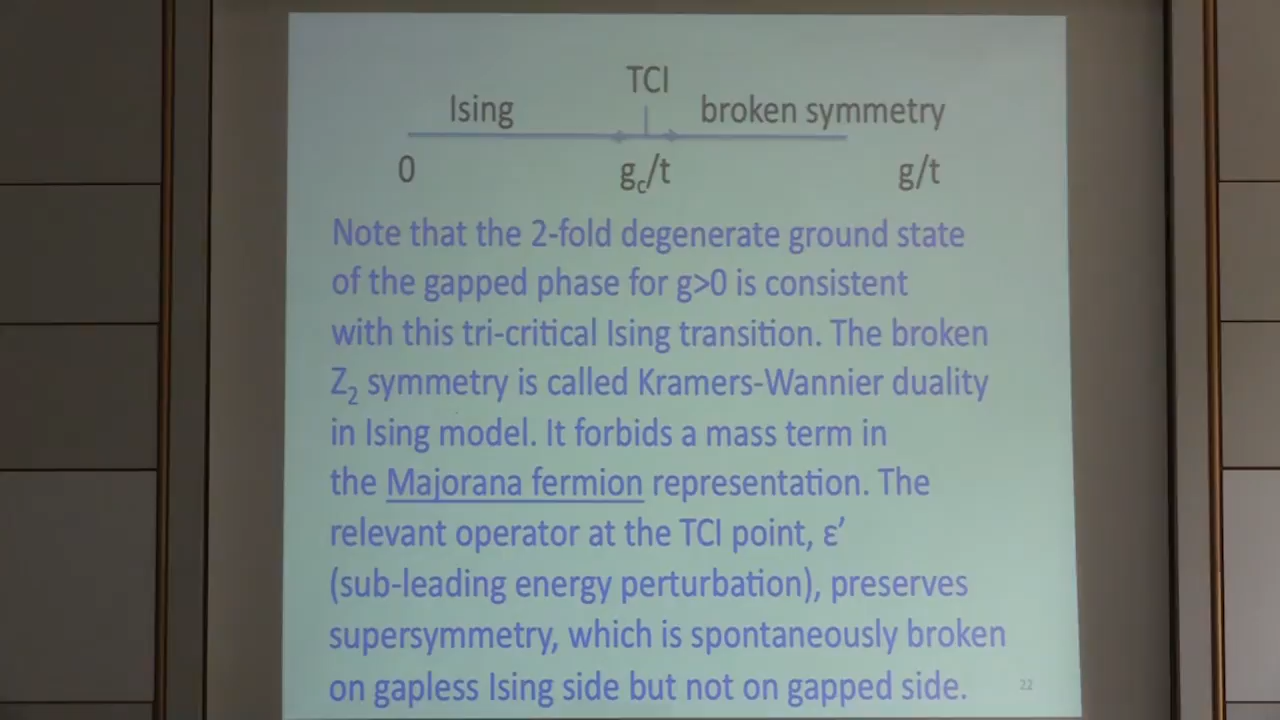 TCI
Ising broken symmetry
0 gc/t g/t
Note that the 2-fold degenerate ground state
of the gapped phase for g>0 is consistent
with this tri-critical Ising transition. The broken
Z2 symmetry is called Kramers-Wannier duality
in Ising model. It forbids a mass term in
the Majorana fermion representation. The
relevant operator at the TCI point, ε′
(sub-leading energy perturbation), preserves
supersymmetry, which is spontaneously broken
on gapless Ising side but not on gapped side.
22